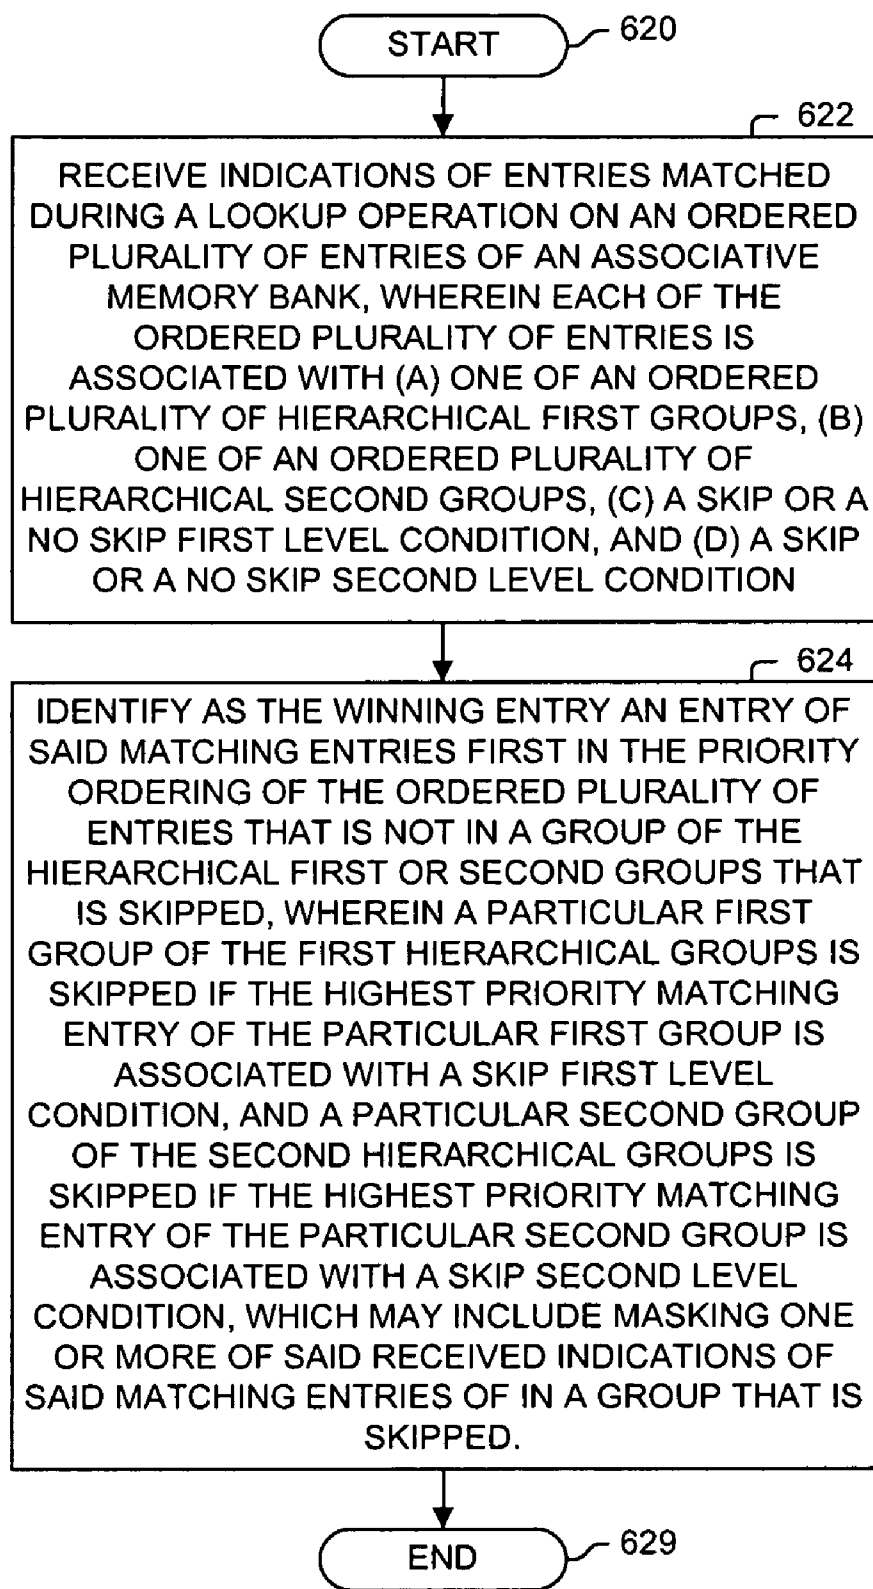 START
620
622
RECEIVE INDICATIONS OF ENTRIES MATCHED
DURING A LOOKUP OPERATION ON AN ORDERED
PLURALITY OF ENTRIES OF AN ASSOCIATIVE
MEMORY BANK, WHEREIN EACH OF THE
ORDERED PLURALITY OF ENTRIES IS
ASSOCIATED WITH (A) ONE OF AN ORDERED
PLURALITY OF HIERARCHICAL FIRST GROUPS, (B)
ONE OF AN ORDERED PLURALITY OF
HIERARCHICAL SECOND GROUPS, (C) A SKIP OR A
NO SKIP FIRST LEVEL CONDITION, AND (D) A SKIP
OR A NO SKIP SECOND LEVEL CONDITION
624
IDENTIFY AS THE WINNING ENTRY AN ENTRY OF
SAID MATCHING ENTRIES FIRST IN THE PRIORITY
ORDERING OF THE ORDERED PLURALITY OF
ENTRIES THAT IS NOT IN A GROUP OF THE
HIERARCHICAL FIRST OR SECOND GROUPS THAT
IS SKIPPED, WHEREIN A PARTICULAR FIRST
GROUP OF THE FIRST HIERARCHICAL GROUPS IS
SKIPPED IF THE HIGHEST PRIORITY MATCHING
ENTRY OF THE PARTICULAR FIRST GROUP IS
ASSOCIATED WITH A SKIP FIRST LEVEL
CONDITION, AND A PARTICULAR SECOND GROUP
OF THE SECOND HIERARCHICAL GROUPS IS
SKIPPED IF THE HIGHEST PRIORITY MATCHING
ENTRY OF THE PARTICULAR SECOND GROUP IS
ASSOCIATED WITH A SKIP SECOND LEVEL
CONDITION, WHICH MAY INCLUDE MASKING ONE
OR MORE OF SAID RECEIVED INDICATIONS OF
SAID MATCHING ENTRIES OF IN A GROUP THAT IS
SKIPPED.
END
629